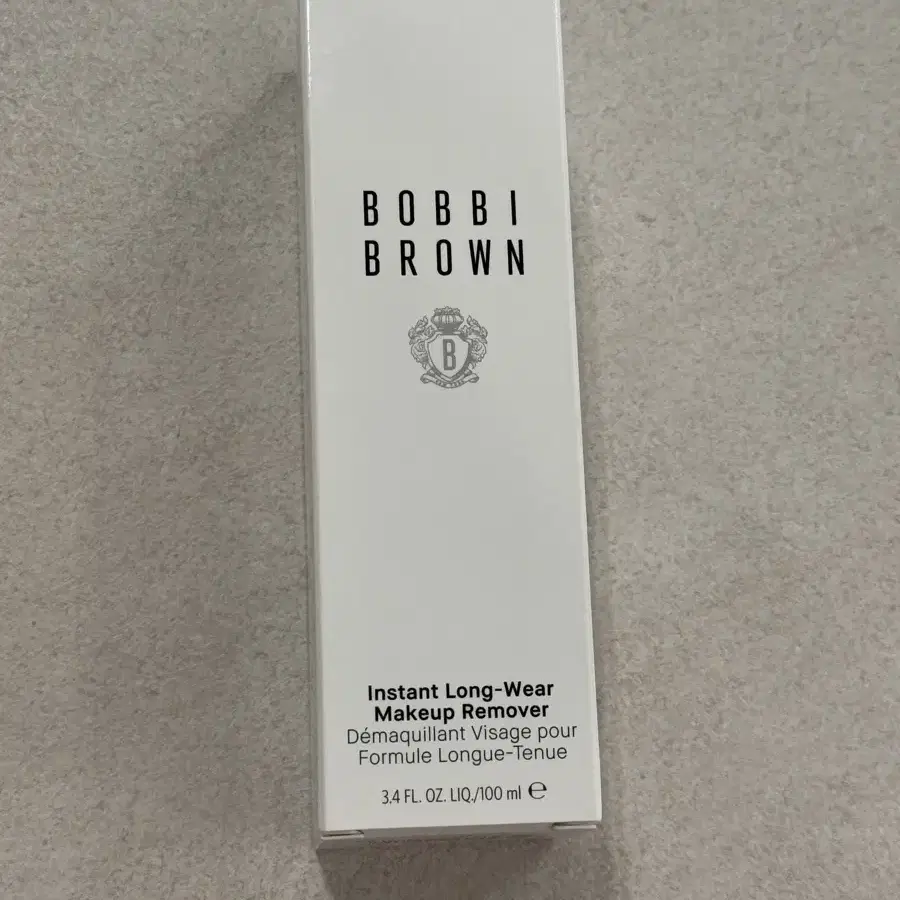 BOBBI
BROWN
B
Instant Long-Wear
Makeup Remover
Démaquillant Visage pour
Formule Longue-Tenue
3.4 FL. OZ. LIQ./100 ml ℮